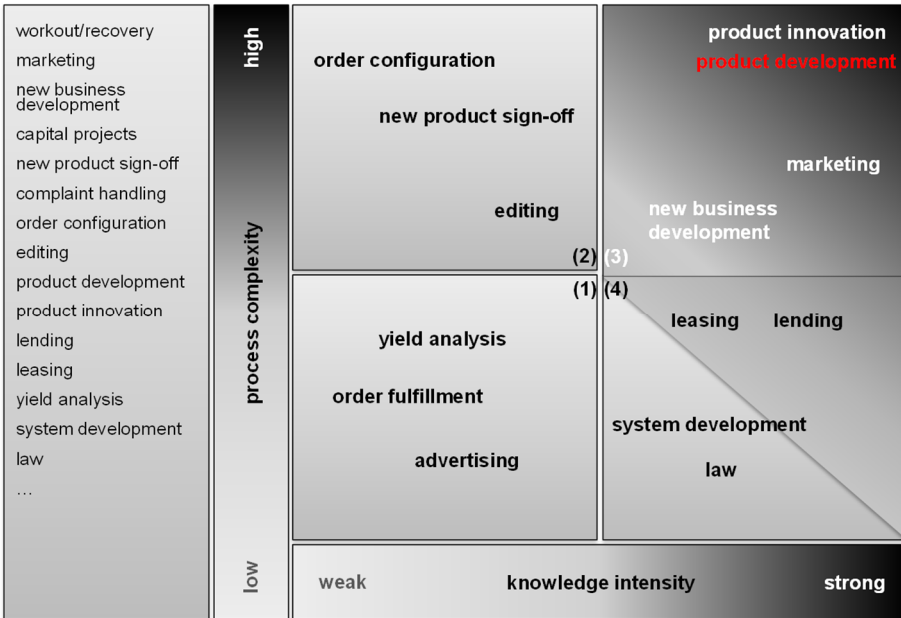 workout/recovery
marketing
new business
development
capital projects
new product sign-off
complaint handling
order configuration
editing
product development
product innovation
lending
leasing
yield analysis
system development
law
…
high
process complexity
low
order configuration
new product sign-off
editing
(2)
product innovation
product development
marketing
new business
development
(3)
(1)
yield analysis
order fulfillment
advertising
(4)
leasing lending
system development
law
weak knowledge intensity strong